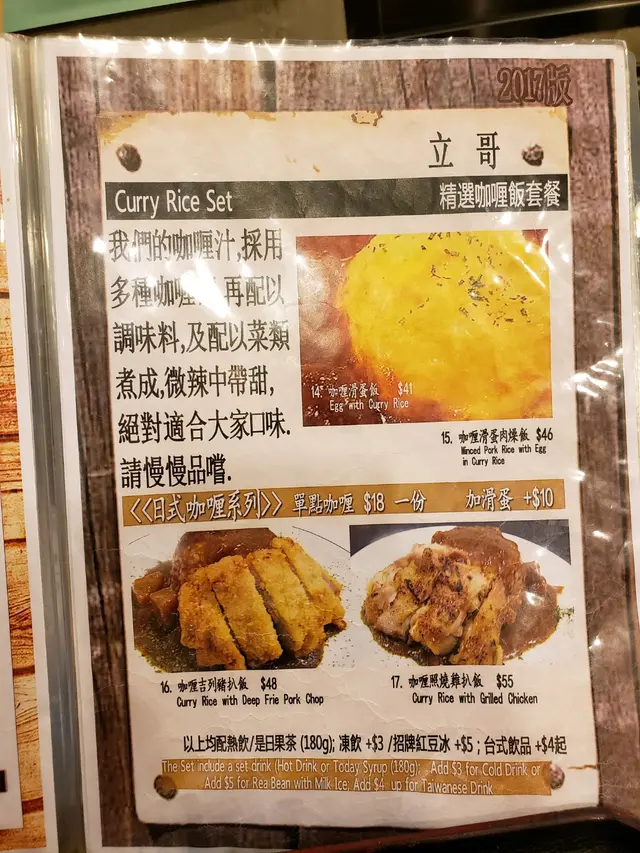 2017版
立哥
Curry Rice Set 精選咖喱飯套餐
我們的咖喱汁,採用
多種咖喱 再配以
調味料,及配以菜類
煮成,微辣中帶甜,
絕對適合大家口味.
請慢慢品嚐.
14. 咖喱滑蛋飯 $41
Egg with Curry Rice
15. 咖喱滑蛋肉燥飯 $46
Minced Pork Rice with Egg
in Curry Rice
<<日式咖喱系列>> 單點咖喱 $18 一份 加滑蛋 +$10
16. 咖喱吉列豬扒飯 $48
Curry Rice with Deep Frie Pork Chop
17. 咖喱照燒雞扒飯 $55
Curry Rice with Grilled Chicken
以上均配熱飲/是日果茶 (180g); 凍飲 +$3 /招牌紅豆冰 +$5 ; 台式飲品 +$4起
The Set include a set drink (Hot Drink or Today Syrup (180g); Add $3 for Cold Drink or
Add $5 for Rea Bean with Milk Ice; Add $4 up for Taiwanese Drink